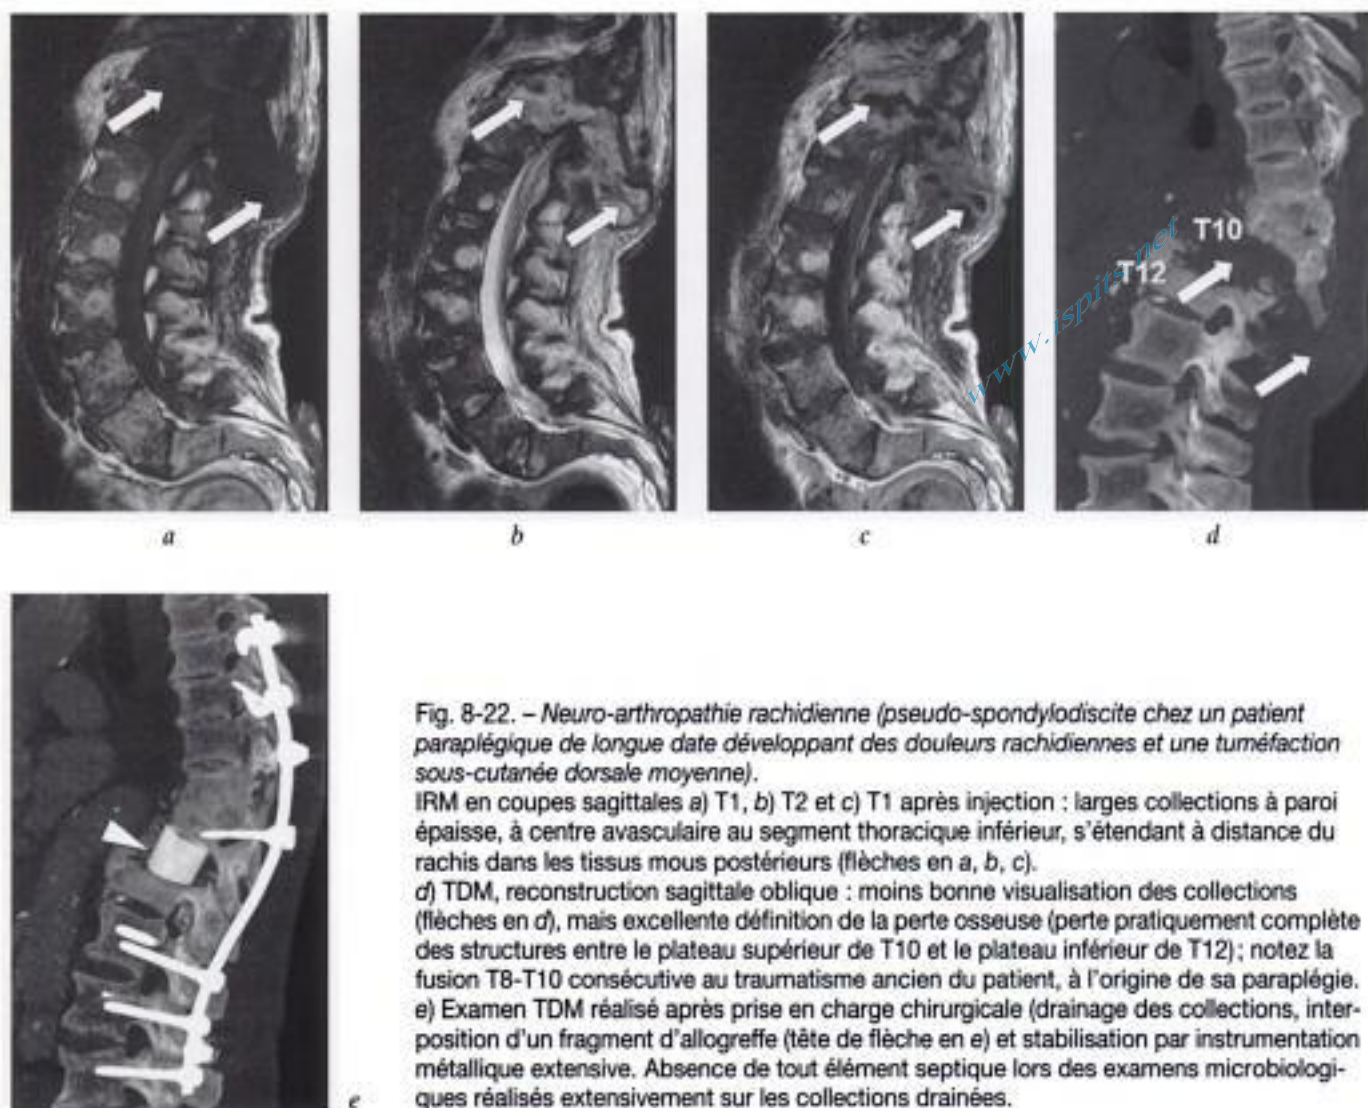 T10
T12
www.ispits.net
a
b
c
d
e
Fig. 8-22. – Neuro-arthropathie rachidienne (pseudo-spondylodiscite chez un patient
paraplégique de longue date développant des douleurs rachidiennes et une tuméfaction
sous-cutanée dorsale moyenne).
IRM en coupes sagittales a) T1, b) T2 et c) T1 après injection : larges collections à paroi
épaisse, à centre avasculaire au segment thoracique inférieur, s'étendant à distance du
rachis dans les tissus mous postérieurs (flèches en a, b, c).
d) TDM, reconstruction sagittale oblique : moins bonne visualisation des collections
(flèches en d), mais excellente définition de la perte osseuse (perte pratiquement complète
des structures entre le plateau supérieur de T10 et le plateau inférieur de T12) ; notez la
fusion T8-T10 consécutive au traumatisme ancien du patient, à l'origine de sa paraplégie.
e) Examen TDM réalisé après prise en charge chirurgicale (drainage des collections, inter-
position d'un fragment d'allogreffe (tête de flèche en e) et stabilisation par instrumentation
métallique extensive. Absence de tout élément septique lors des examens microbiologi-
ques réalisés extensivement sur les collections drainées.